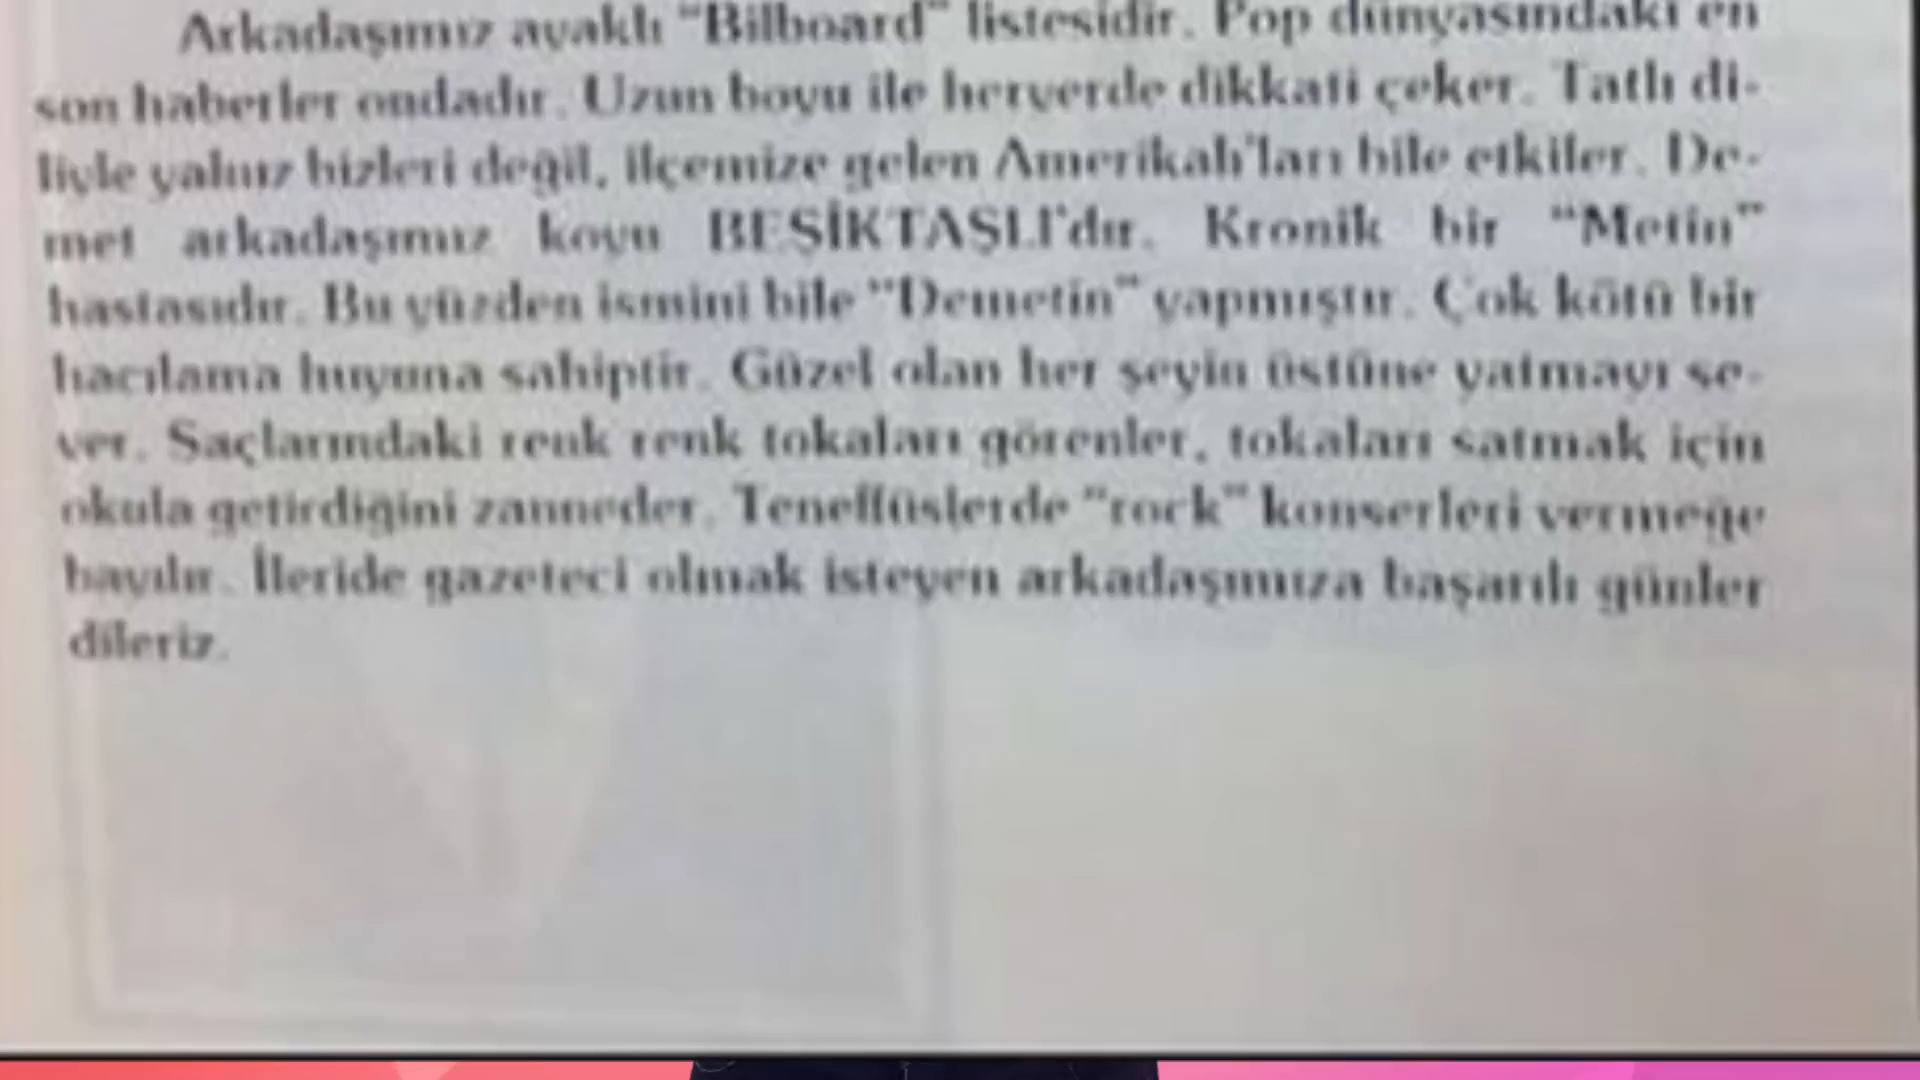 Arkadaşımız ayaklı “Bilboard” listesidir. Pop dünyasındaki en
son haberler ondadır. Uzun boyu ile heryerde dikkati çeker. Tatlı di-
liyle yalnız bizleri değil, ilçemize gelen Amerikalı'ları bile etkiler. De-
met arkadaşımız koyu BEŞİKTAŞLI'dır. Kronik bir “Metin”
hastasıdır. Bu yüzden ismini bile “Demetin” yapmıştır. Çok kötü bir
hacılama huyuna sahiptir. Güzel olan her şeyin üstüne yatmayı se-
ver. Saçlarındaki renk renk tokaları görenler, tokaları satmak için
okula getirdiğini zanneder. Teneffüslerde “rock” konserleri vermeğe
bayılır. İleride gazeteci olmak isteyen arkadaşımıza başarılı günler
dileriz.